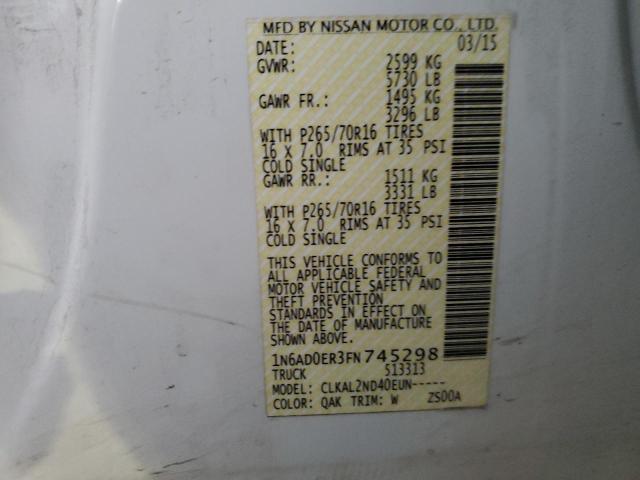 MFD BY NISSAN MOTOR CO., LTD.
DATE: 03/15
GVWR: 2599 KG
5730 LB
GAWR FR.: 1495 KG
3296 LB
WITH P265/70R16 TIRES
16 X 7.0 RIMS AT 35 PSI
COLD SINGLE
GAWR RR.: 1511 KG
3331 LB
WITH P265/70R16 TIRES
16 X 7.0 RIMS AT 35 PSI
COLD SINGLE
THIS VEHICLE CONFORMS TO
ALL APPLICABLE FEDERAL
MOTOR VEHICLE SAFETY AND
THEFT PREVENTION
STANDARDS IN EFFECT ON
THE DATE OF MANUFACTURE
SHOWN ABOVE.
1N6AD0ER3FN745298
TRUCK 513313
MODEL: CLKAL2ND40EUN-----
COLOR: QAK TRIM: W ZS00A